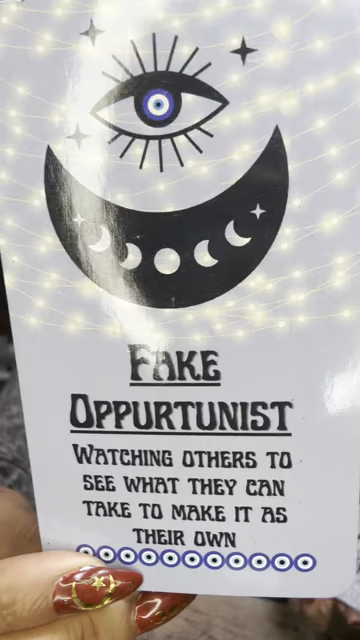 FAKE
OPPURTUNIST
WATCHING OTHERS TO
SEE WHAT THEY CAN
TAKE TO MAKE IT AS
THEIR OWN